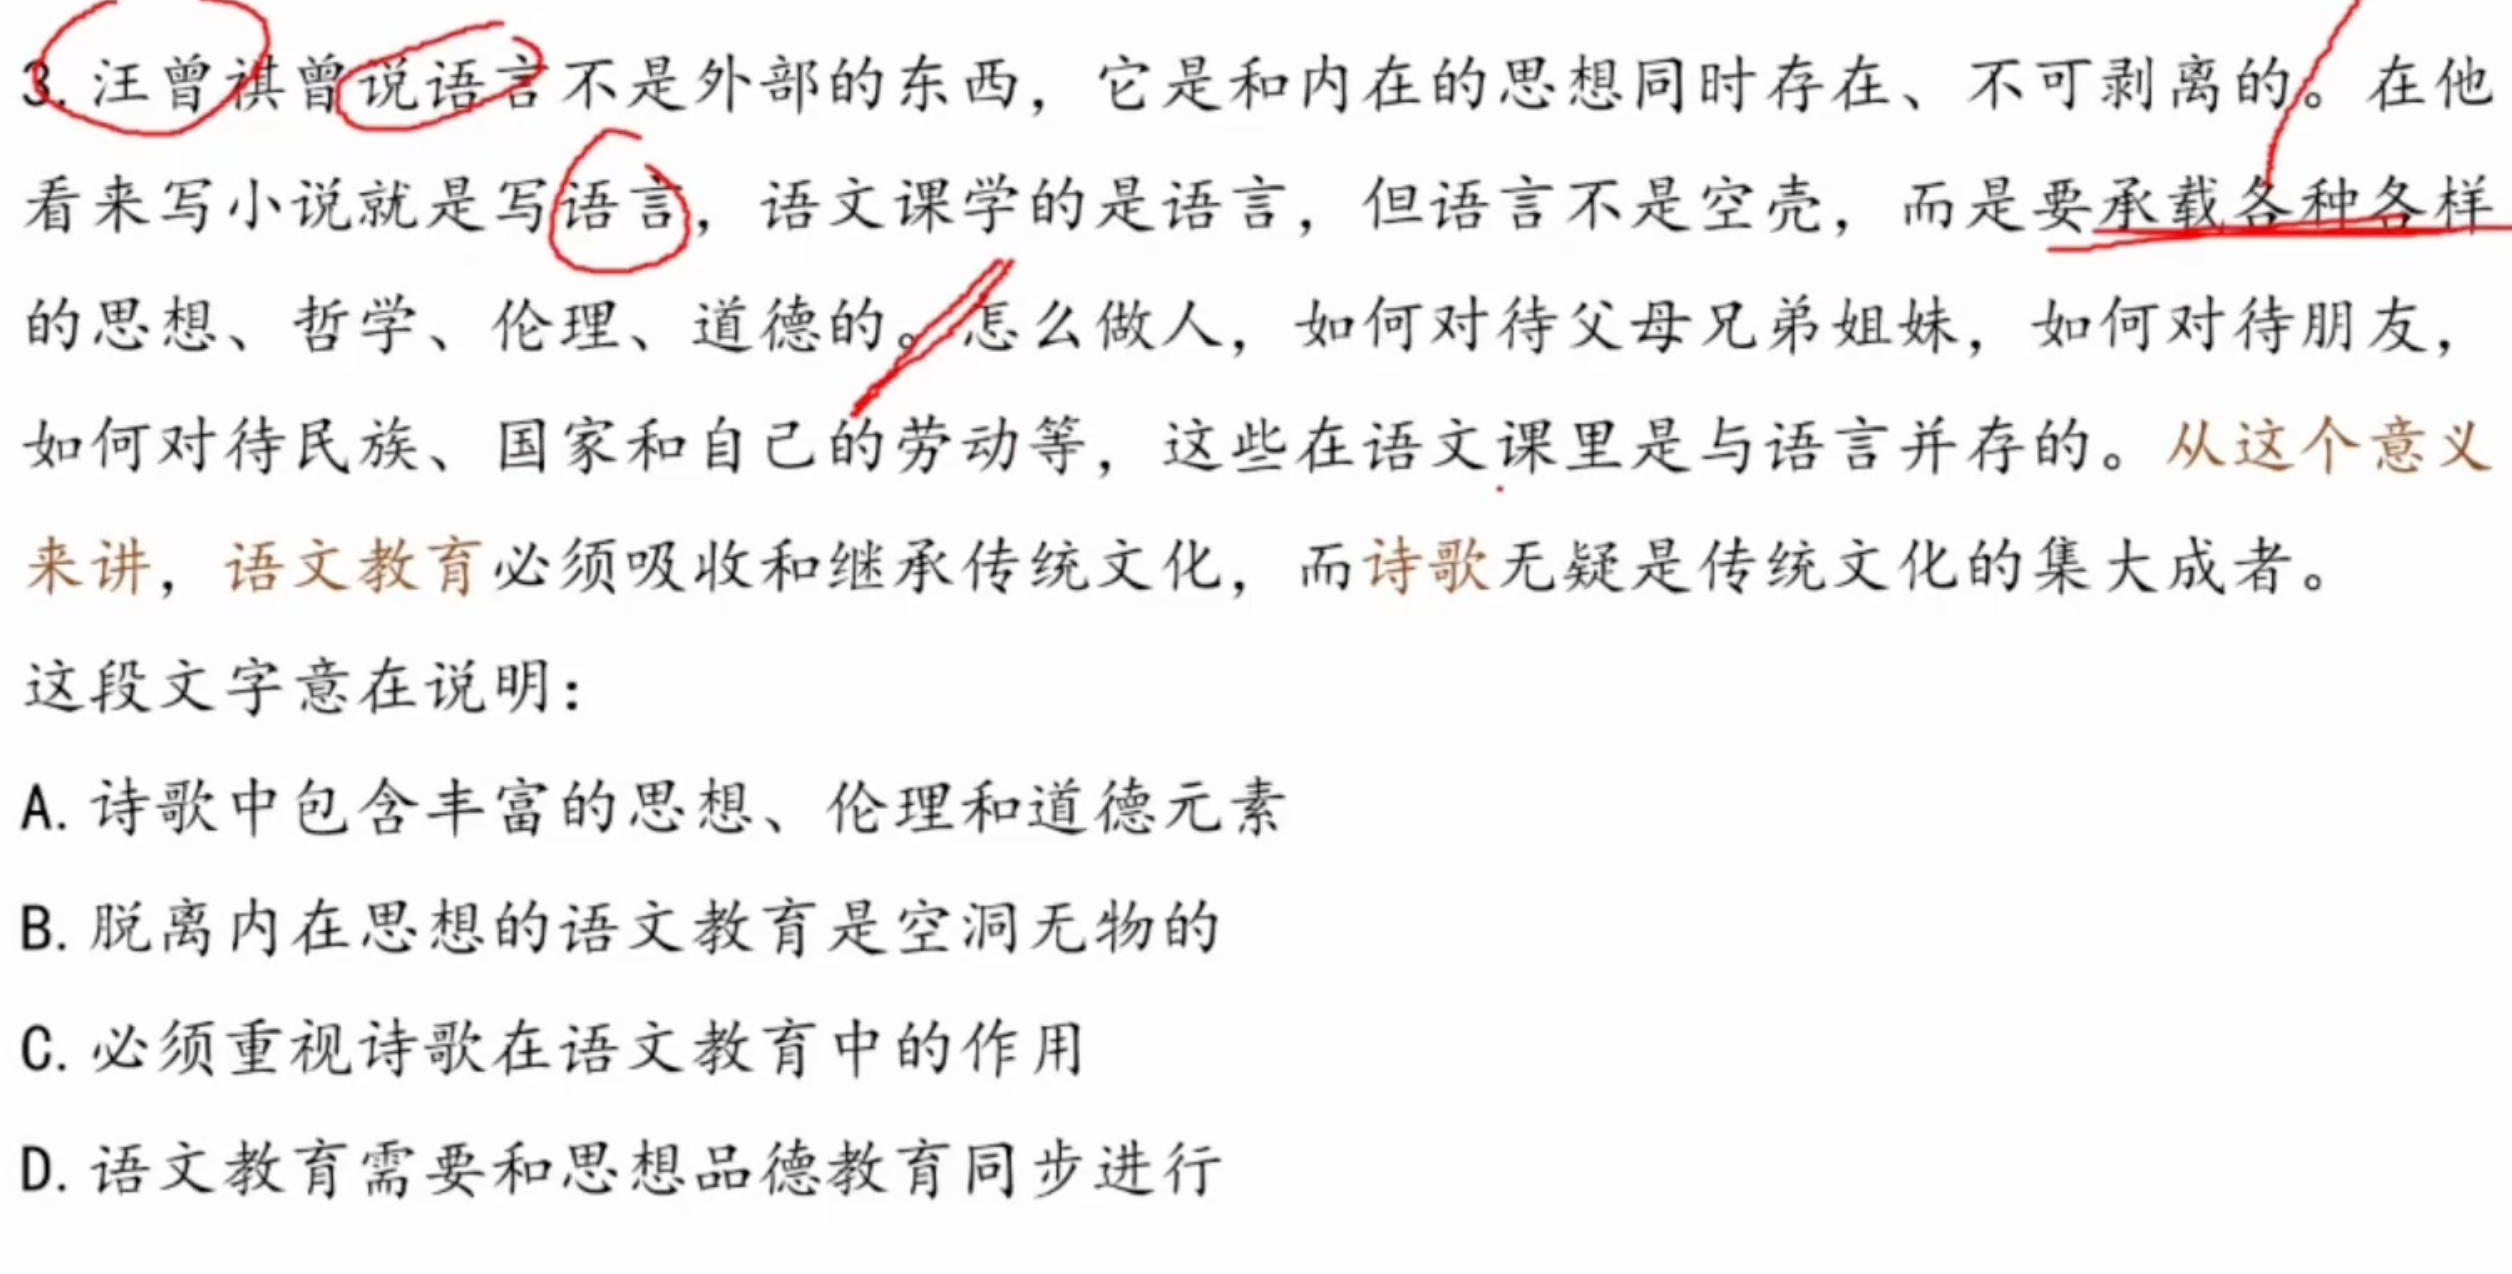 3. 汪曾祺曾说语言不是外部的东西，它是和内在的思想同时存在、不可剥离的。在他
看来写小说就是写语言，语文课学的是语言，但语言不是空壳，而是要承载各种各样
的思想、哲学、伦理、道德的。怎么做人，如何对待父母兄弟姐妹，如何对待朋友，
如何对待民族、国家和自己的劳动等，这些在语文课里是与语言并存的。从这个意义
来讲，语文教育必须吸收和继承传统文化，而诗歌无疑是传统文化的集大成者。
这段文字意在说明：
A. 诗歌中包含丰富的思想、伦理和道德元素
B. 脱离内在思想的语文教育是空洞无物的
C. 必须重视诗歌在语文教育中的作用
D. 语文教育需要和思想品德教育同步进行